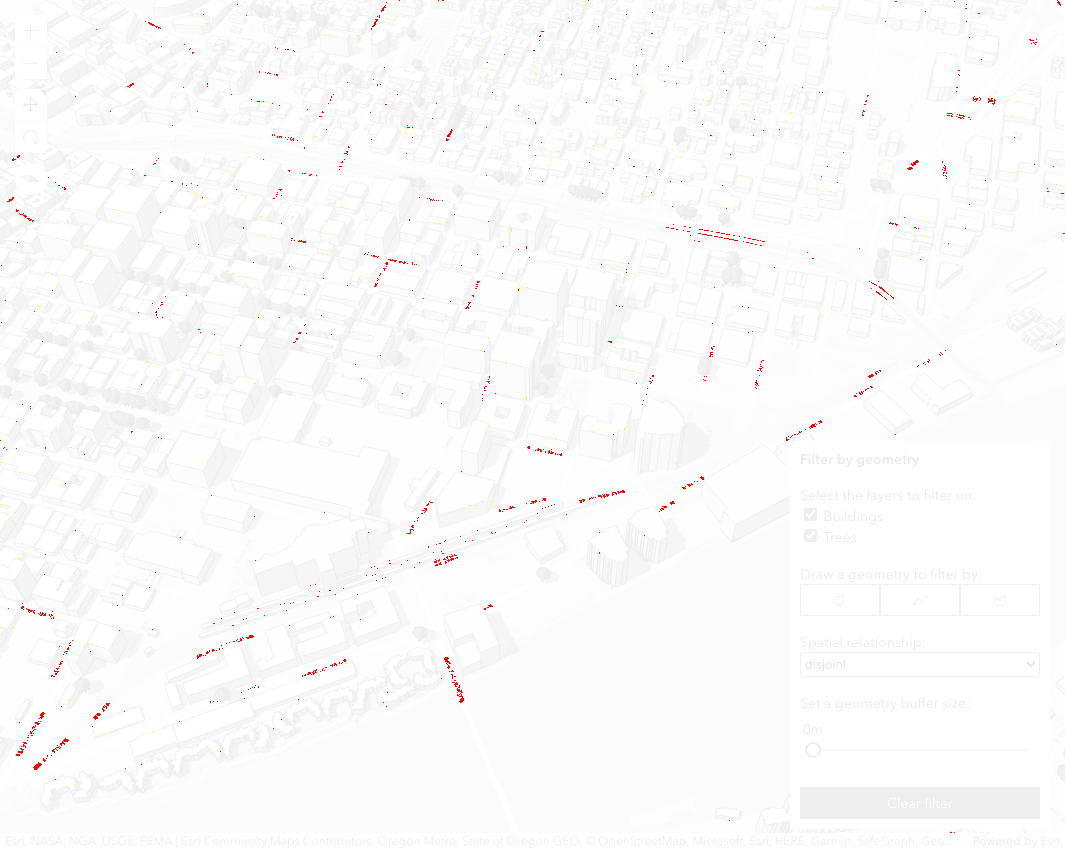 Filter by geometry
Select the layers to filter on:
Buildings
Trees
Draw a geometry to filter by:
Spatial relationship:
disjoint
Set a geometry buffer size:
0m
Clear filter
Esri, NASA, NGA, USGS, FEMA | Esri Community Maps Contributors, Oregon Metro, State of Oregon GEO, © OpenStreetMap, Microsoft, Esri, HERE, Garmin, SafeGraph, Geo... Powered by Esri